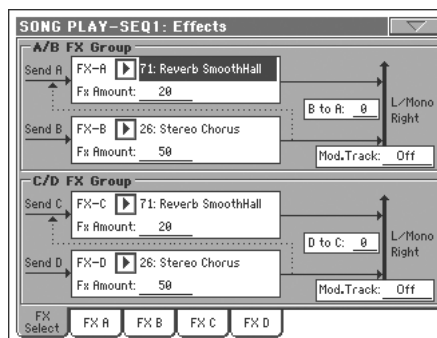 SONG PLAY-SEQ1: Effects
A/B FX Group
Send A
FX-A 71: Reverb SmoothHall
Fx Amount: 20
B to A: 0
L/Mono
Right
Send B
FX-B 26: Stereo Chorus
Fx Amount: 50
Mod.Track: Off
C/D FX Group
Send C
FX-C 71: Reverb SmoothHall
Fx Amount: 20
D to C: 0
L/Mono
Right
Send D
FX-D 26: Stereo Chorus
Fx Amount: 50
Mod.Track: Off
FX Select
FX A
FX B
FX C
FX D